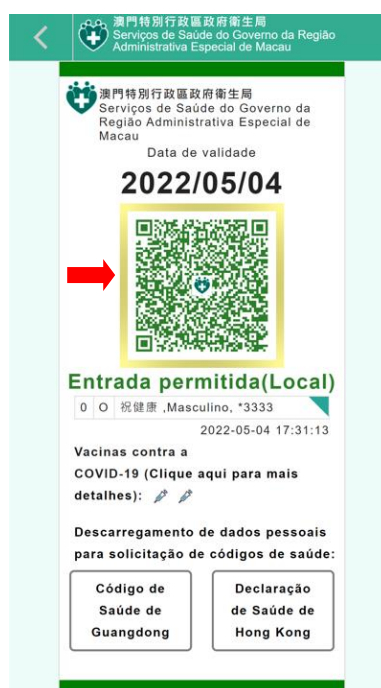 澳門特別行政區政府衛生局
Serviços de Saúde do Governo da Região
Administrativa Especial de Macau
澳門特別行政區政府衛生局
Serviços de Saúde do Governo da
Região Administrativa Especial de
Macau
Data de validade
2022/05/04
Entrada permitida(Local)
0 O 祝健康 ,Masculino, *3333
2022-05-04 17:31:13
Vacinas contra a
COVID-19 (Clique aqui para mais
detalhes):
Descarregamento de dados pessoais
para solicitação de códigos de saúde:
Código de
Saúde de
Guangdong
Declaração
de Saúde de
Hong Kong